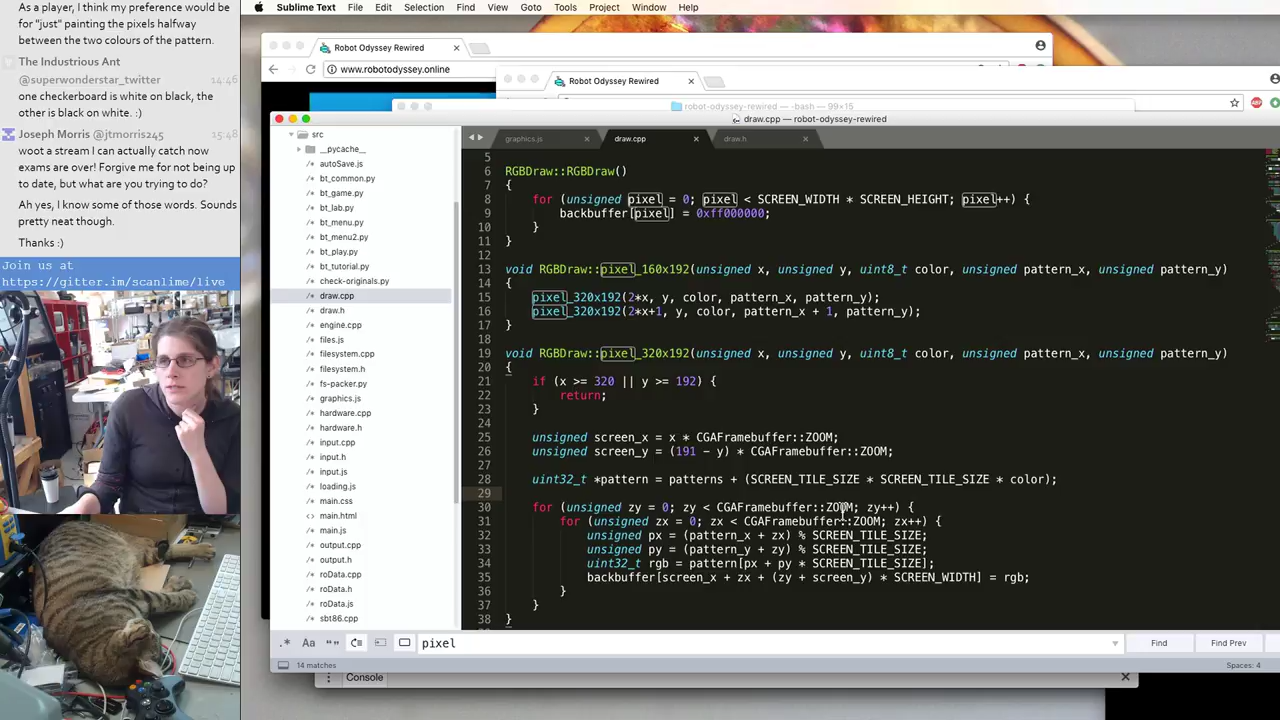 As a player, I think my preference would be
for "just" painting the pixels halfway
between the two colours of the pattern.
The Industrious Ant
@superwonderstar_twitter 14:46
one checkerboard is white on black, the
other is black on white. :)
Joseph Morris @jtmorris245 15:48
Woo stream I can actually catch now
exams are over! Forgive me for not being up
to date, but what are you trying to do?
Ah yes, I know some of those words. Sounds
pretty neat though.
Thanks :)
Join us at
https://gitter.im/scanlime/live
Sublime Text File Edit Selection Find View Goto Tools Project Window Help
Robot Odyssey Rewired
www.robotodyssey.online
Robot Odyssey Rewired
robot-odyssey-rewired — -bash — 99×15
draw.cpp — robot-odyssey-rewired
graphics.js draw.cpp draw.h
src
__pycache__
autoSave.js
bt_common.py
bt_game.py
bt_lab.py
bt_menu.py
bt_menu2.py
bt_play.py
bt_tutorial.py
check-originals.py
draw.cpp
draw.h
engine.cpp
files.js
filesystem.cpp
filesystem.h
fs-packer.py
graphics.js
hardware.cpp
hardware.h
input.cpp
input.h
input.js
loading.js
main.css
main.html
main.js
output.cpp
output.h
roData.cpp
roData.h
roData.js
sbt86.cpp
5
6 RGBDraw::RGBDraw()
7 {
8 for (unsigned pixel = 0; pixel < SCREEN_WIDTH * SCREEN_HEIGHT; pixel++) {
9 backbuffer[pixel] = 0xff000000;
10 }
11 }
12
13 void RGBDraw::pixel_160x192(unsigned x, unsigned y, uint8_t color, unsigned pattern_x, unsigned pattern_y)
14 {
15 pixel_320x192(2*x, y, color, pattern_x, pattern_y);
16 pixel_320x192(2*x+1, y, color, pattern_x + 1, pattern_y);
17 }
18
19 void RGBDraw::pixel_320x192(unsigned x, unsigned y, uint8_t color, unsigned pattern_x, unsigned pattern_y)
20 {
21 if (x >= 320 || y >= 192) {
22 return;
23 }
24
25 unsigned screen_x = x * CGAFramebuffer::ZOOM;
26 unsigned screen_y = (191 - y) * CGAFramebuffer::ZOOM;
27
28 uint32_t *pattern = patterns + (SCREEN_TILE_SIZE * SCREEN_TILE_SIZE * color);
29
30 for (unsigned zy = 0; zy < CGAFramebuffer::ZOOM; zy++) {
31 for (unsigned zx = 0; zx < CGAFramebuffer::ZOOM; zx++) {
32 unsigned px = (pattern_x + zx) % SCREEN_TILE_SIZE;
33 unsigned py = (pattern_y + zy) % SCREEN_TILE_SIZE;
34 uint32_t rgb = pattern[px + py * SCREEN_TILE_SIZE];
35 backbuffer[screen_x + zx + (zy + screen_y) * SCREEN_WIDTH] = rgb;
36 }
37 }
38 }
.* Aa pixel Find Find Prev
14 matches Spaces: 4
Console